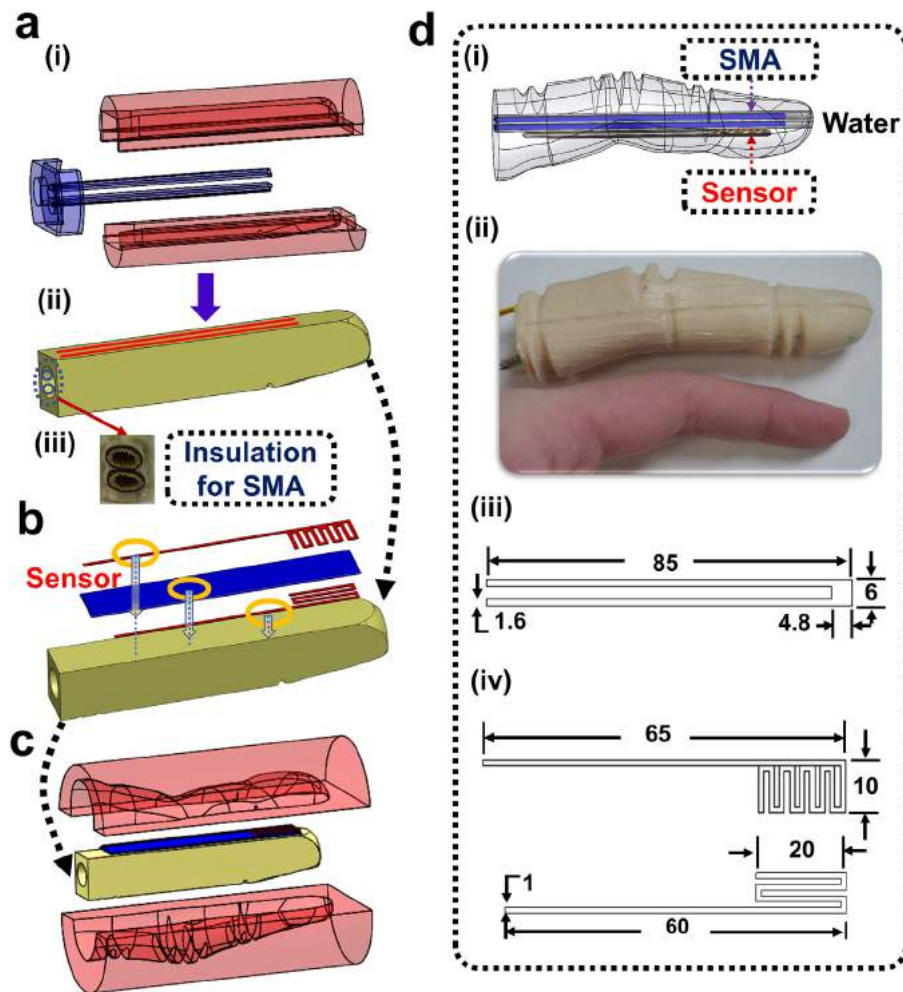 a
(i)
(ii)
(iii)
Insulation
for SMA
b
Sensor
c
d
(i)
SMA
Water
Sensor
(ii)
(iii)
85
6
1.6
4.8
(iv)
65
10
20
1
60